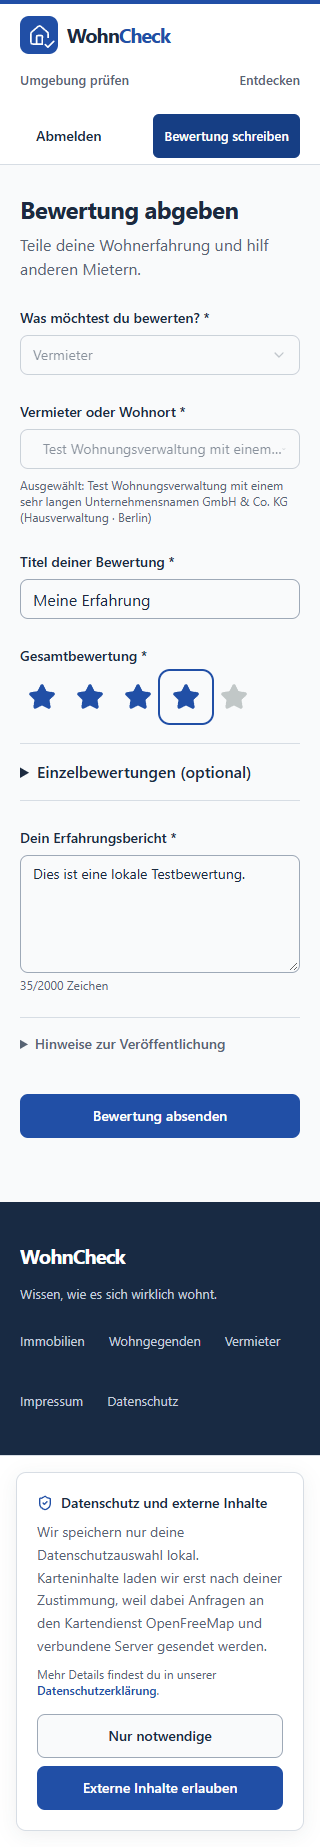 WohnCheck
Umgebung prüfen
Entdecken
Abmelden
Bewertung schreiben
Bewertung abgeben
Teile deine Wohnerfahrung und hilf
anderen Mietern.
Was möchtest du bewerten? *
Vermieter
Vermieter oder Wohnort *
Test Wohnungsverwaltung mit einem...
Ausgewählt: Test Wohnungsverwaltung mit einem
sehr langen Unternehmensnamen GmbH & Co. KG
(Hausverwaltung · Berlin)
Titel deiner Bewertung *
Meine Erfahrung
Gesamtbewertung *
Einzelbewertungen (optional)
Dein Erfahrungsbericht *
Dies ist eine lokale Testbewertung.
35/2000 Zeichen
Hinweise zur Veröffentlichung
Bewertung absenden
WohnCheck
Wissen, wie es sich wirklich wohnt.
Immobilien Wohngegenden Vermieter
Impressum Datenschutz
Datenschutz und externe Inhalte
Wir speichern nur deine
Datenschutzauswahl lokal.
Karteninhalte laden wir erst nach deiner
Zustimmung, weil dabei Anfragen an
den Kartendienst OpenFreeMap und
verbundene Server gesendet werden.
Mehr Details findest du in unserer
Datenschutzerklärung.
Nur notwendige
Externe Inhalte erlauben